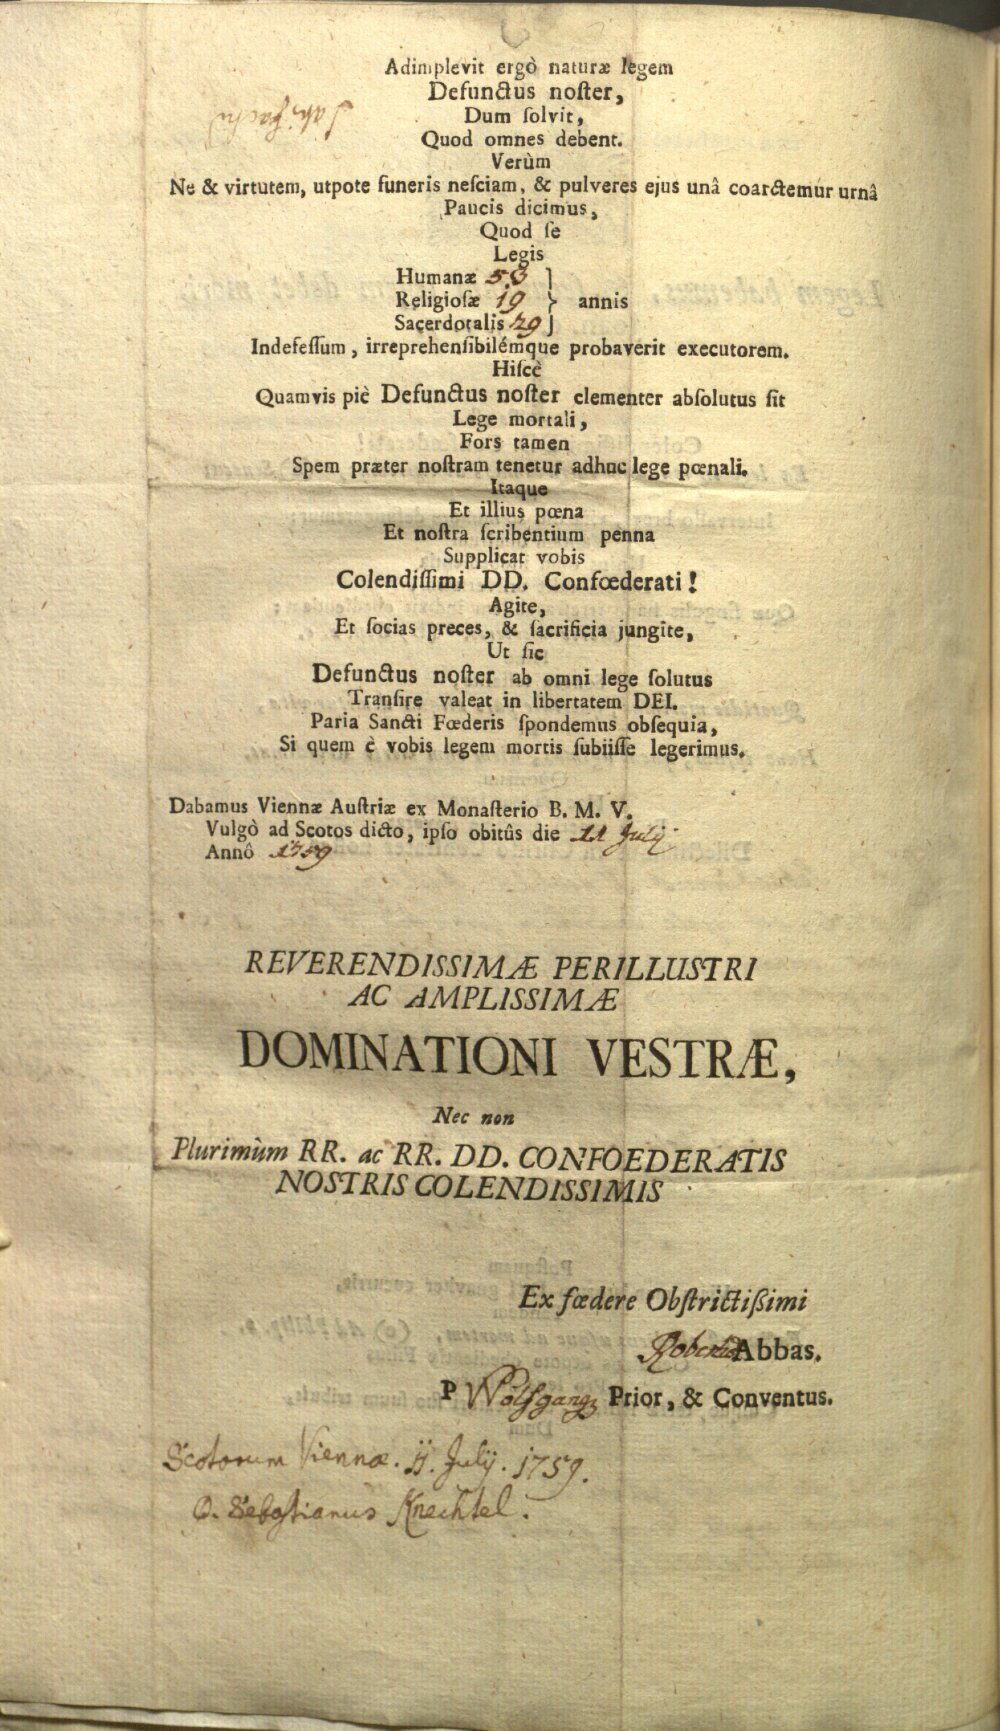 Adimplevit ergò naturæ legem
Defunctus noſter,
Dum ſolvit,
Quod omnes debent.
Verùm
Ne & virtutem, utpote funeris neſciam, & pulveres ejus unâ coarctemur urnâ
Paucis dicimus,
Quod ſe
Legis
Humanæ 53
Religioſæ 19 } annis
Sacerdotalis 29
Indefeſſum, irreprehenſibilémque probaverit executorem.
Hiſcè
Quamvis piè Defunctus noſter clementer abſolutus ſit
Lege mortali,
Fors tamen
Spem præter noſtram tenetur adhuc lege pœnali.
Itaque
Et illius pœna
Et noſtra ſcribentium penna
Supplicat vobis
Colendiſſimi DD. Confœderati!
Agite,
Et ſocias preces, & ſacrificia jungite,
Ut ſic
Defunctus noſter ab omni lege ſolutus
Tranſire valeat in libertatem DEI.
Paria Sancti Fœderis ſpondemus obſequia,
Si quem è vobis legem mortis ſubiiſſe legerimus.
Dabamus Viennæ Auſtriæ ex Monaſterio B. M. V.
Vulgò ad Scotos dicto, ipſo obitûs die 11 July
Annô 1759
REVERENDISSIMÆ PERILLUSTRI
AC AMPLISSIMÆ
DOMINATIONI VESTRÆ,
Nec non
Plurimùm RR. ac RR. DD. CONFOEDERATIS
NOSTRIS COLENDISSIMIS
Ex fœdere Obſtrictißimi
Robertus Abbas.
P Wolfgang Prior, & Conventus.
Scotorum Viennæ. 11. July. 1759.
Sebastianus Knechtel.